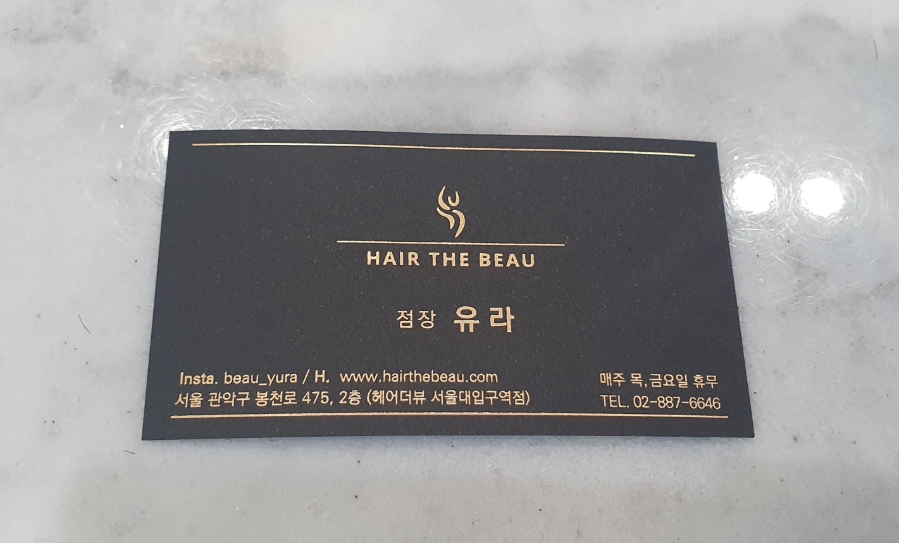 HAIR THE BEAU
점장 유라
Insta. beau_yura / H. www.hairthebeau.com
매주 목,금요일 휴무
서울 관악구 봉천로 475, 2층 (헤어더뷰 서울대입구역점)
TEL. 02-887-6646